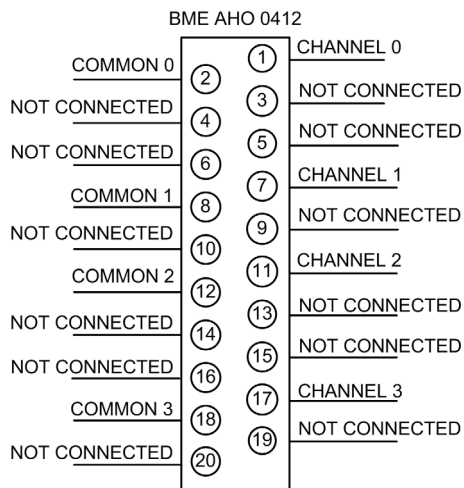 BME AHO 0412
1 CHANNEL 0
COMMON 0 2
3 NOT CONNECTED
NOT CONNECTED 4
5 NOT CONNECTED
NOT CONNECTED 6
7 CHANNEL 1
COMMON 1 8
9 NOT CONNECTED
NOT CONNECTED 10
11 CHANNEL 2
COMMON 2 12
13 NOT CONNECTED
NOT CONNECTED 14
15 NOT CONNECTED
NOT CONNECTED 16
17 CHANNEL 3
COMMON 3 18
19 NOT CONNECTED
NOT CONNECTED 20